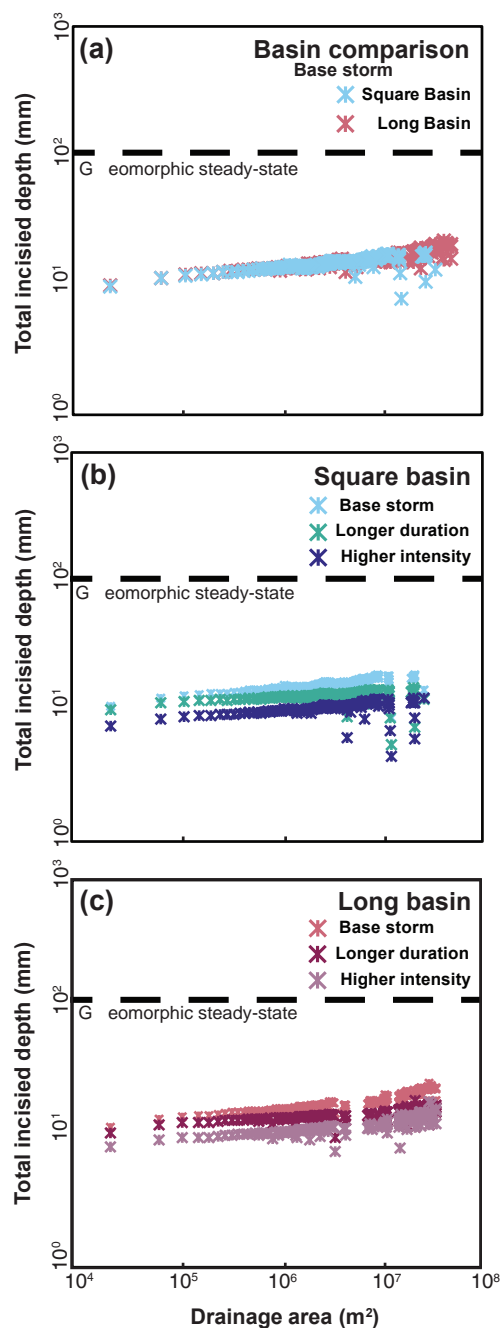 (a)
Basin comparison
Base storm
Square Basin
Long Basin
G eomorphic steady-state
Total incisied depth (mm)
10³
10²
10¹
10⁰
(b)
Square basin
Base storm
Longer duration
Higher intensity
G eomorphic steady-state
Total incisied depth (mm)
10³
10²
10¹
10⁰
(c)
Long basin
Base storm
Longer duration
Higher intensity
G eomorphic steady-state
Total incisied depth (mm)
10³
10²
10¹
10⁰
10⁴ 10⁵ 10⁶ 10⁷ 10⁸
Drainage area (m²)